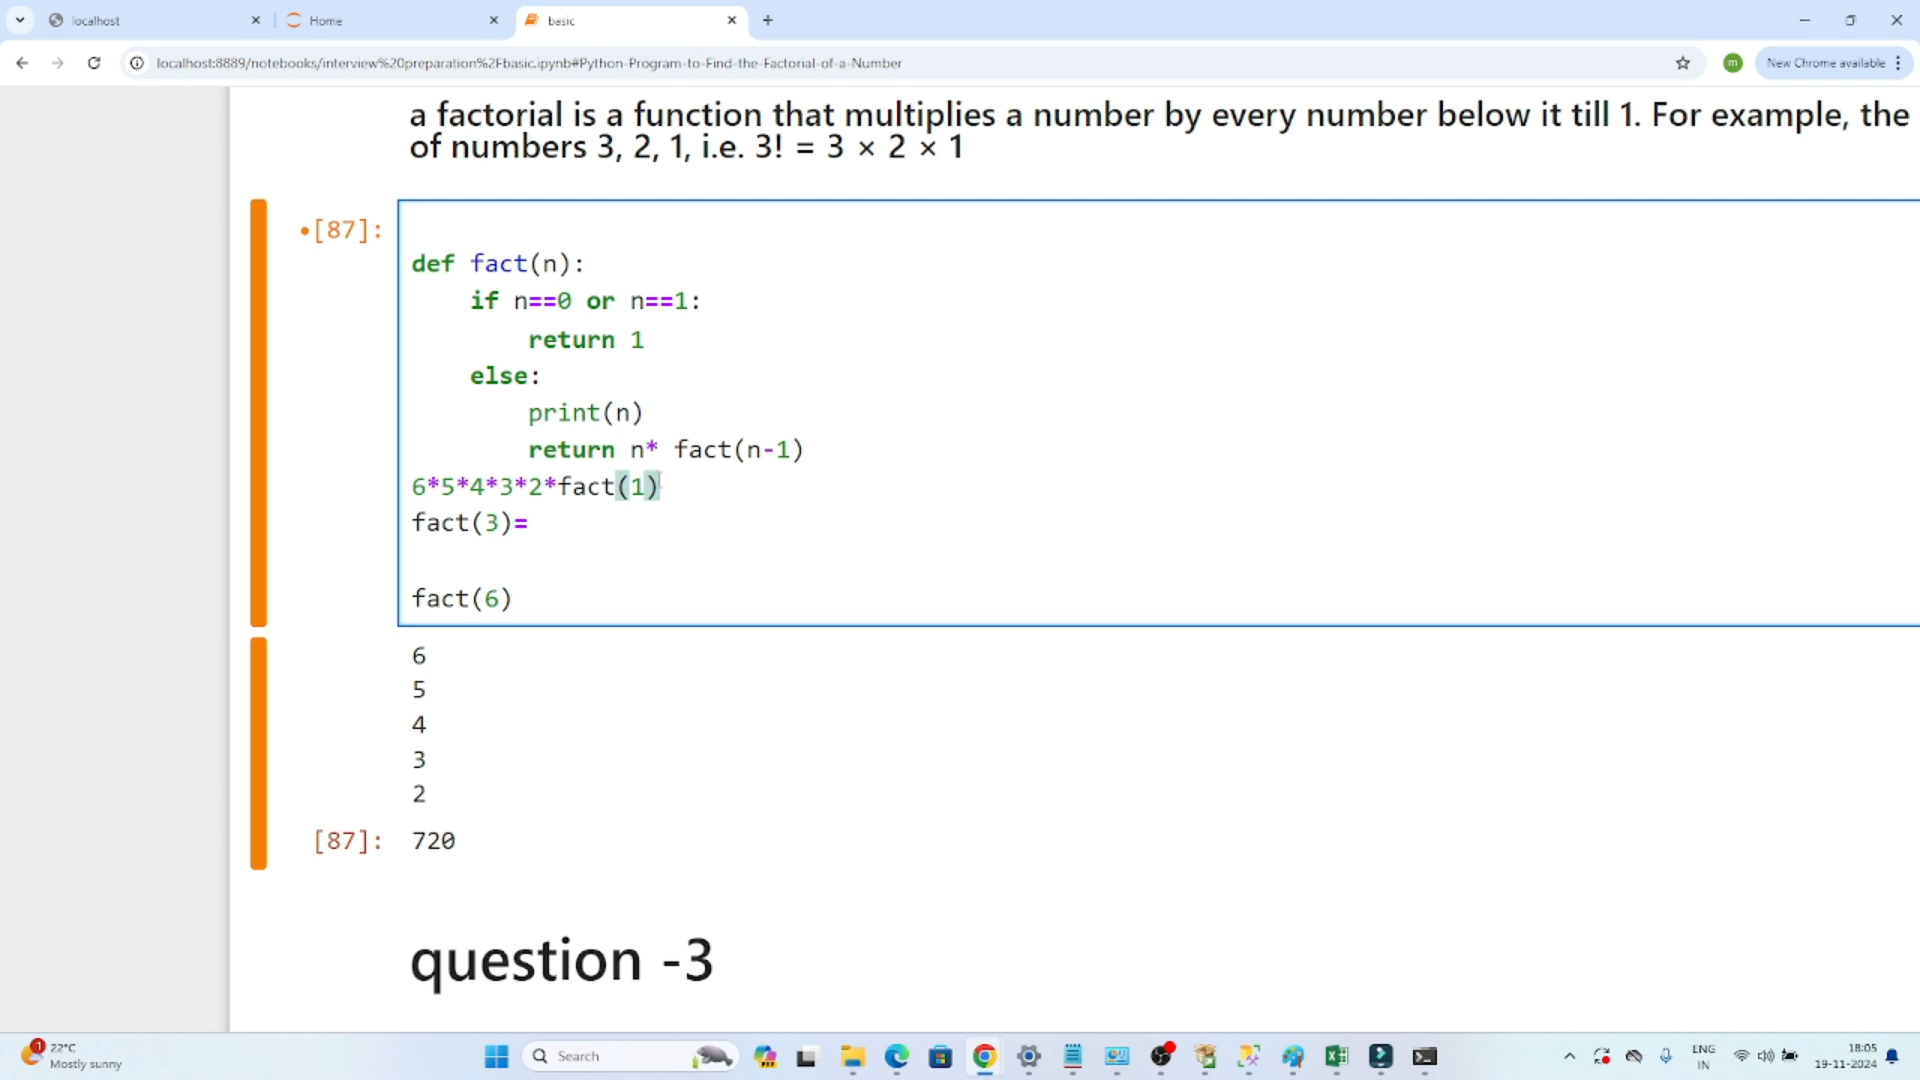 localhost
Home
basic
localhost:8889/notebooks/interview%20preparation%2Fbasic.ipynb#Python-Program-to-Find-the-Factorial-of-a-Number
m
New Chrome available
a factorial is a function that multiplies a number by every number below it till 1. For example, the
of numbers 3, 2, 1, i.e. 3! = 3 × 2 × 1
•[87]:
def fact(n):
if n==0 or n==1:
return 1
else:
print(n)
return n* fact(n-1)
6*5*4*3*2*fact(1)
fact(3)=
fact(6)
6
5
4
3
2
[87]: 720
question -3
1
22°C
Mostly sunny
Search
ENG
IN
18:05
19-11-2024